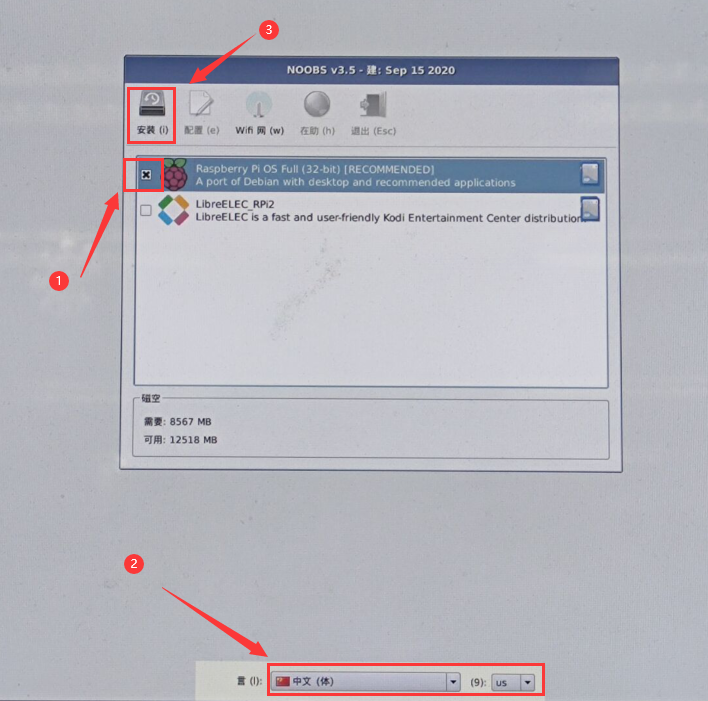 3
NOOBS v3.5 - 建: Sep 15 2020
安装 (i) 配置 (e) Wifi 网 (w) 在助 (h) 退出 (Esc)
Raspberry Pi OS Full (32-bit) [RECOMMENDED]
A port of Debian with desktop and recommended applications
LibreELEC_RPi2
LibreELEC is a fast and user-friendly Kodi Entertainment Center distribution.
1
磁空
需要: 8567 MB
可用: 12518 MB
2
言 (l): 中文 (体) (9): us